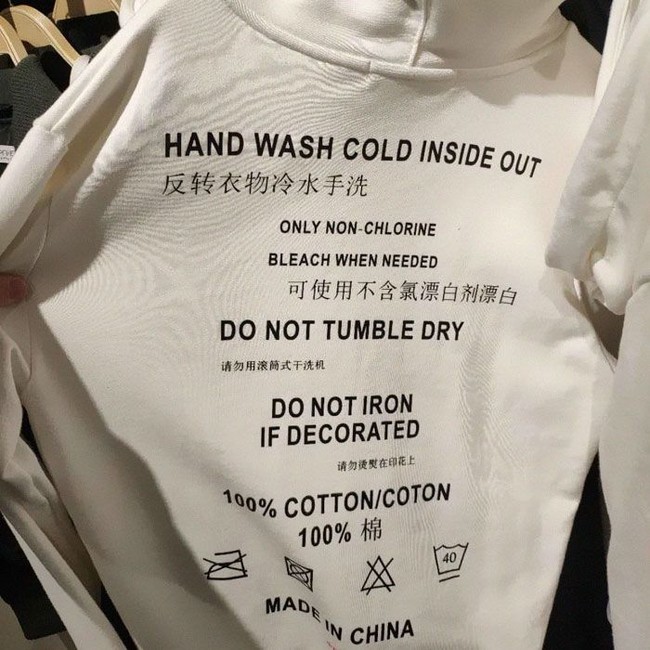 HAND WASH COLD INSIDE OUT
反转衣物冷水手洗
ONLY NON-CHLORINE
BLEACH WHEN NEEDED
可使用不含氯漂白剂漂白
DO NOT TUMBLE DRY
请勿用滚筒式干洗机
DO NOT IRON
IF DECORATED
请勿烫熨在印花上
100% COTTON/COTON
100% 棉
40
MADE IN CHINA